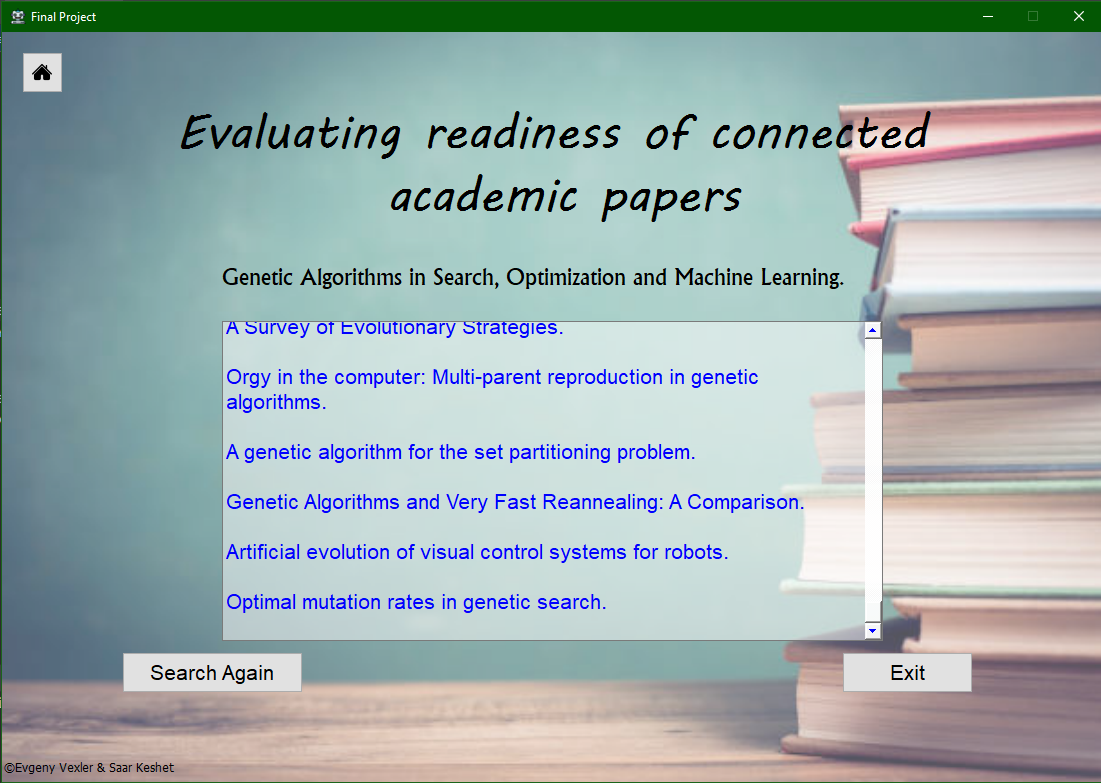 Final Project
Evaluating readiness of connected
academic papers
Genetic Algorithms in Search, Optimization and Machine Learning.
A Survey of Evolutionary Strategies.
Orgy in the computer: Multi-parent reproduction in genetic
algorithms.
A genetic algorithm for the set partitioning problem.
Genetic Algorithms and Very Fast Reannealing: A Comparison.
Artificial evolution of visual control systems for robots.
Optimal mutation rates in genetic search.
Search Again
Exit
©Evgeny Vexler & Saar Keshet